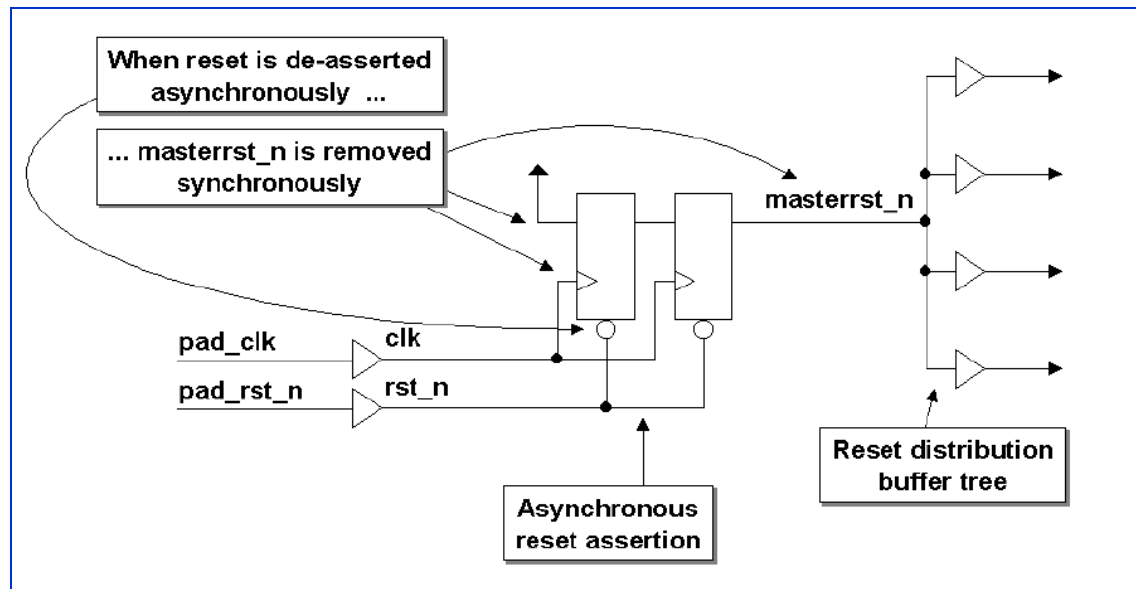 When reset is de-asserted
asynchronously ...
... masterrst_n is removed
synchronously
masterrst_n
pad_clk
clk
pad_rst_n
rst_n
Reset distribution
buffer tree
Asynchronous
reset assertion